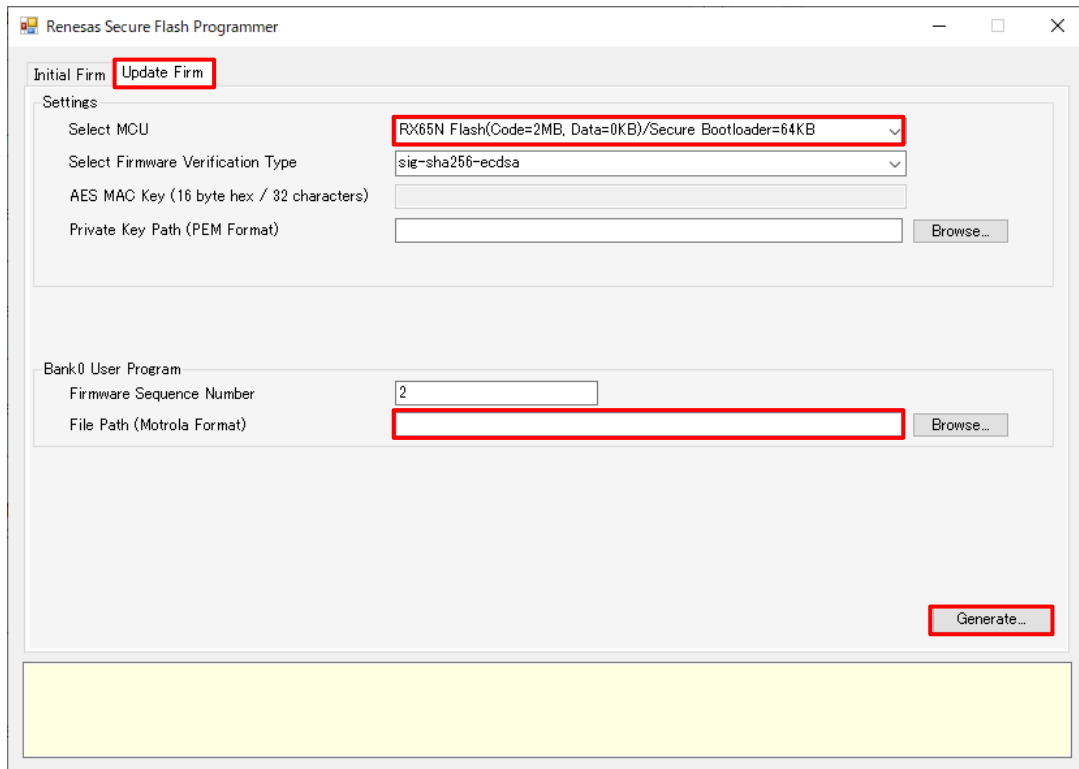 Renesas Secure Flash Programmer
Initial Firm Update Firm
Settings
Select MCU RX65N Flash(Code=2MB, Data=0KB)/Secure Bootloader=64KB
Select Firmware Verification Type sig-sha256-ecdsa
AES MAC Key (16 byte hex / 32 characters)
Private Key Path (PEM Format) Browse...
Bank0 User Program
Firmware Sequence Number 2
File Path (Motrola Format) Browse...
Generate...